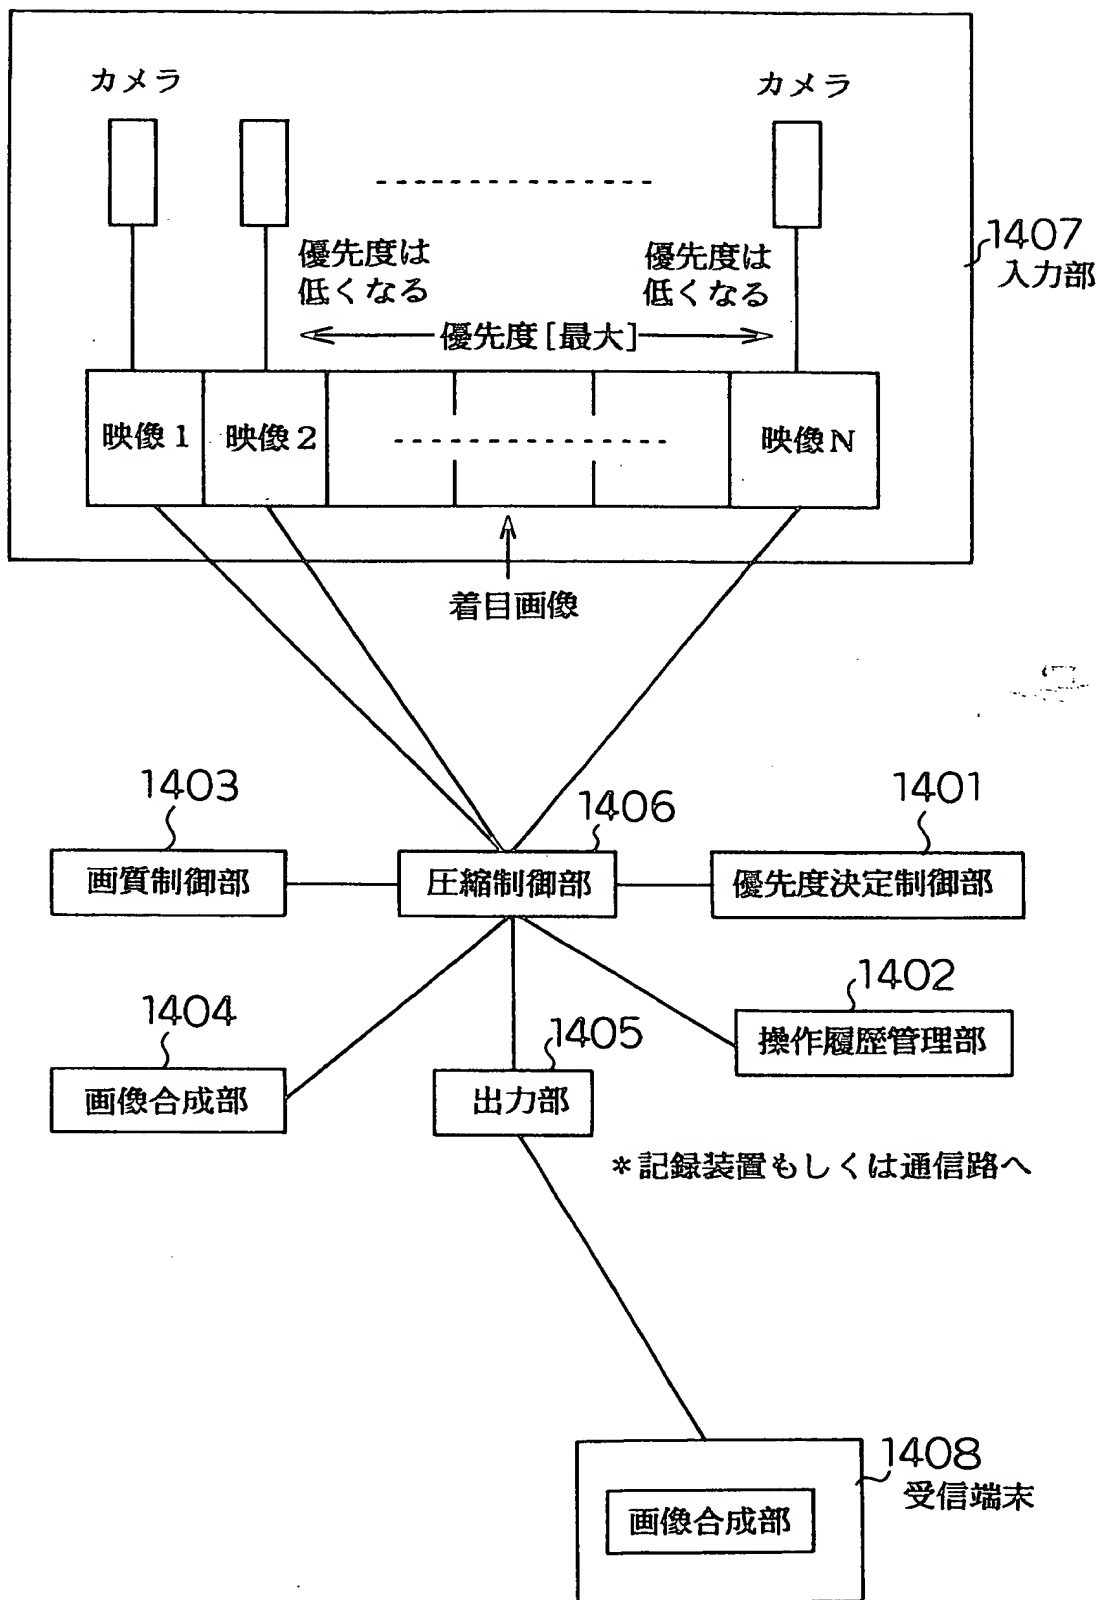 カメラ
カメラ
1407
入力部
優先度は
低くなる
優先度は
低くなる
優先度[最大]
映像1
映像2
映像N
着目画像
1403
画質制御部
1406
圧縮制御部
1401
優先度決定制御部
1402
操作履歴管理部
1404
画像合成部
1405
出力部
*記録装置もしくは通信路へ
1408
受信端末
画像合成部